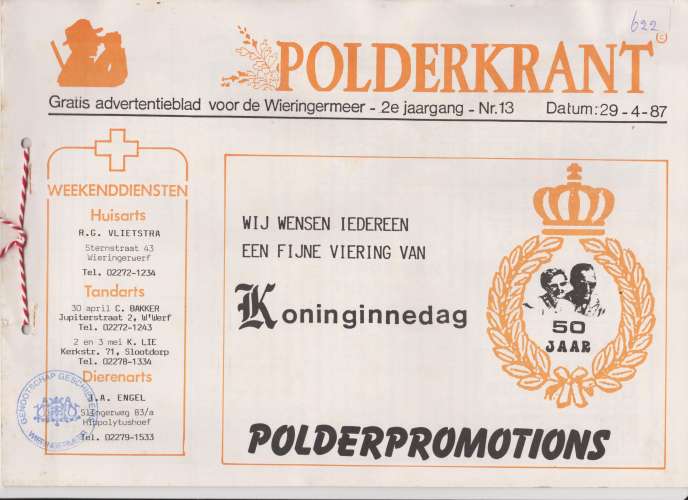 622
POLDERKRANT
©
Gratis advertentieblad voor de Wieringermeer - 2e jaargang - Nr.13 Datum:29-4-87
WEEKENDDIENSTEN
Huisarts
R.G. VLIETSTRA
Sternstraat 43
Wieringerwerf
Tel. 02272-1234
Tandarts
30 april C. BAKKER
Jupiterstraat 2, W'Werf
Tel. 02272-1243
2 en 3 mei K. LIE
Kerkstr. 71, Slootdorp
Tel. 02278-1334
Dierenarts
J.A. ENGEL
Slingerweg 83/a
Hippolytushoef
Tel. 02279-1533
GENOOTSCHAP
WIERINGERMEER
WIJ WENSEN IEDEREEN
EEN FIJNE VIERING VAN
Koninginnedag
50
JAAR
POLDERPROMOTIONS